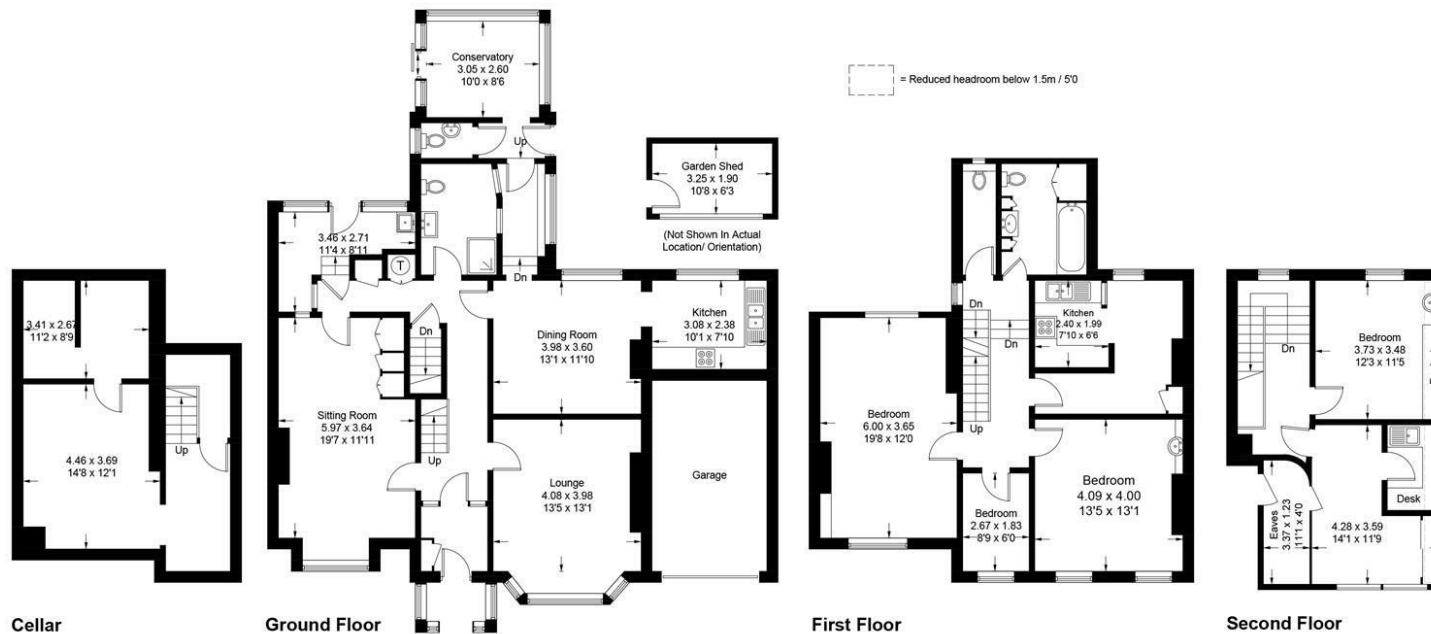 Conservatory
3.05 x 2.60
10'0 x 8'6
= Reduced headroom below 1.5m / 5'0
Up
Garden Shed
3.25 x 1.90
10'8 x 6'3
(Not Shown In Actual
Location/ Orientation)
3.46 x 2.71
11'4 x 8'11
T
Dn
Dn
Dining Room
3.98 x 3.60
13'1 x 11'10
Kitchen
3.08 x 2.38
10'1 x 7'10
Sitting Room
5.97 x 3.64
19'7 x 11'11
Up
Lounge
4.08 x 3.98
13'5 x 13'1
Garage
3.41 x 2.67
11'2 x 8'9
4.46 x 3.69
14'8 x 12'1
Up
Cellar
Ground Floor
Dn
Dn
Kitchen
2.40 x 1.99
7'10 x 6'6
Bedroom
6.00 x 3.65
19'8 x 12'0
Up
Bedroom
2.67 x 1.83
8'9 x 6'0
Bedroom
4.09 x 4.00
13'5 x 13'1
First Floor
Dn
Bedroom
3.73 x 3.48
12'3 x 11'5
Desk
Eaves
3.37 x 1.23
11'1 x 4'0
4.28 x 3.59
14'1 x 11'9
Second Floor